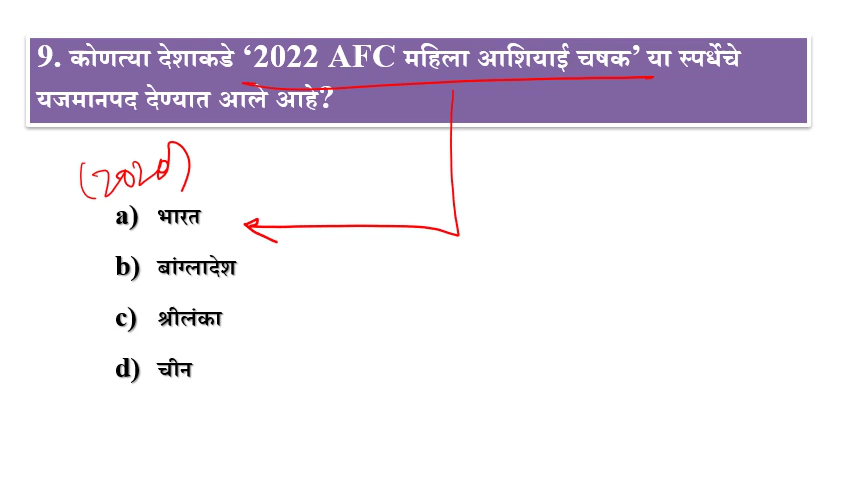 9. कोणत्या देशाकडे ‘2022 AFC महिला आशियाई चषक’ या स्पर्धेचे
यजमानपद देण्यात आले आहे?
(2020)
a) भारत
b) बांग्लादेश
c) श्रीलंका
d) चीन